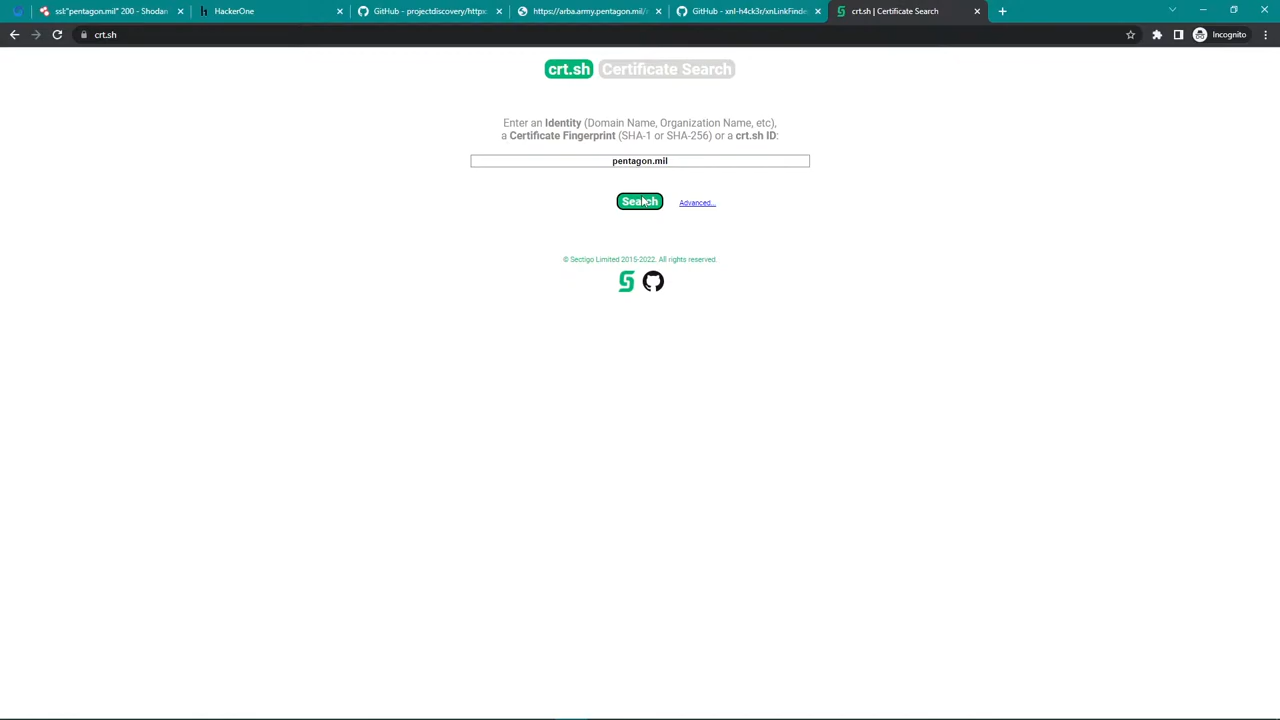 ssl"pentagon.mil" 200 - Shodan
HackerOne
GitHub - projectdiscovery/httpx
https://arba.army.pentagon.mil/
GitHub - xnl-h4ck3r/xnLinkFinde
crt.sh | Certificate Search
crt.sh
Incognito
crt.sh Certificate Search
Enter an Identity (Domain Name, Organization Name, etc),
a Certificate Fingerprint (SHA-1 or SHA-256) or a crt.sh ID:
pentagon.mil
Search
Advanced...
© Sectigo Limited 2015-2022. All rights reserved.